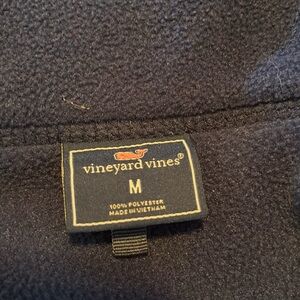 vineyard vines®
M
100% POLYESTER
MADE IN VIETNAM